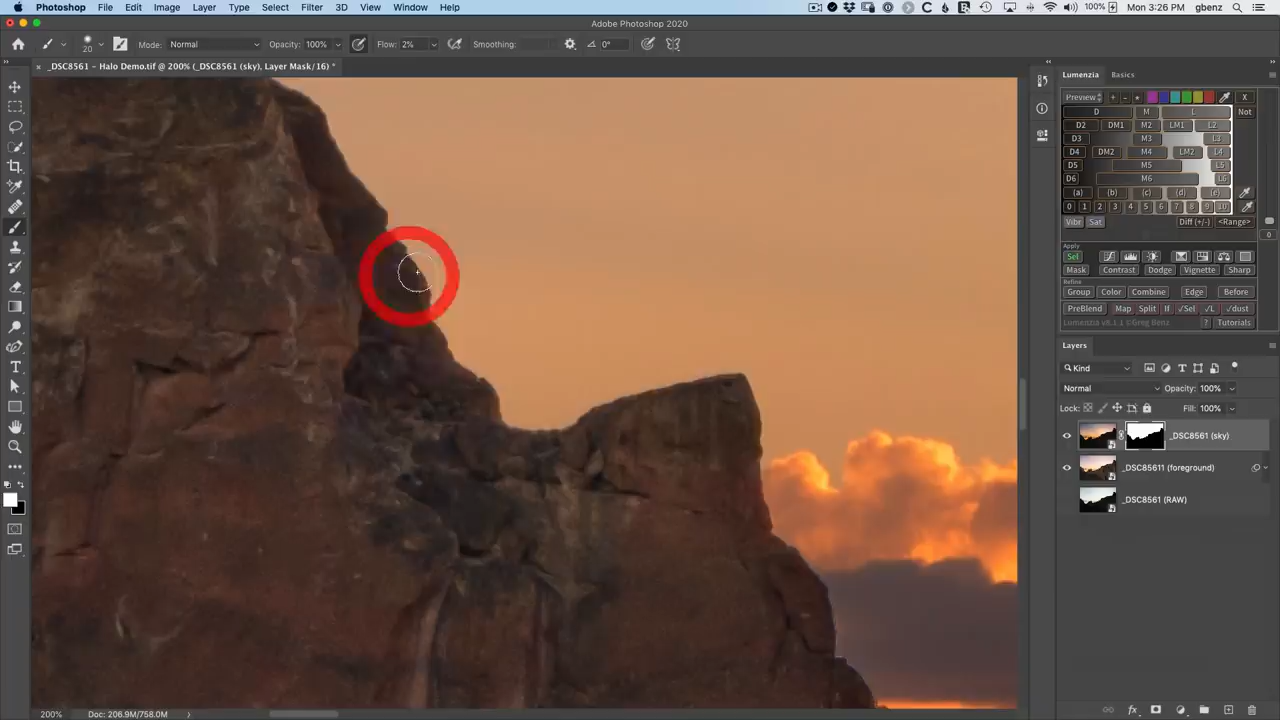 Photoshop File Edit Image Layer Type Select Filter 3D View Window Help 100% Mon 3:26 PM gbenz
Adobe Photoshop 2020
20 Mode: Normal Opacity: 100% Flow: 2% Smoothing: 0°
_DSC8561 – Halo Demo.tif @ 200% (_DSC8561 (sky), Layer Mask/16) *
Lumenzia Basics
Preview + - X Not
D M L
D2 DM1 M2 LM1 L2
D3 M3 L3
D4 DM2 M4 LM2 L4
D5 M5 L5
D6 M6 L6
(a) (b) (c) (d) (e)
0 1 2 3 4 5 6 7 8 9 10
Vibr Sat Diff (+/-) <Range>
0
Apply
Sel
Mask Contrast Dodge Vignette Sharp
Refine
Group Color Combine Edge Before
PreBlend Map Split If √Sel √L √dust
Lumenzia v8.1.1 ©Greg Benz ? Tutorials
Layers
Kind
Normal Opacity: 100%
Lock: Fill: 100%
_DSC8561 (sky)
_DSC85611 (foreground)
_DSC8561 (RAW)
200% Doc: 206.9M/758.0M